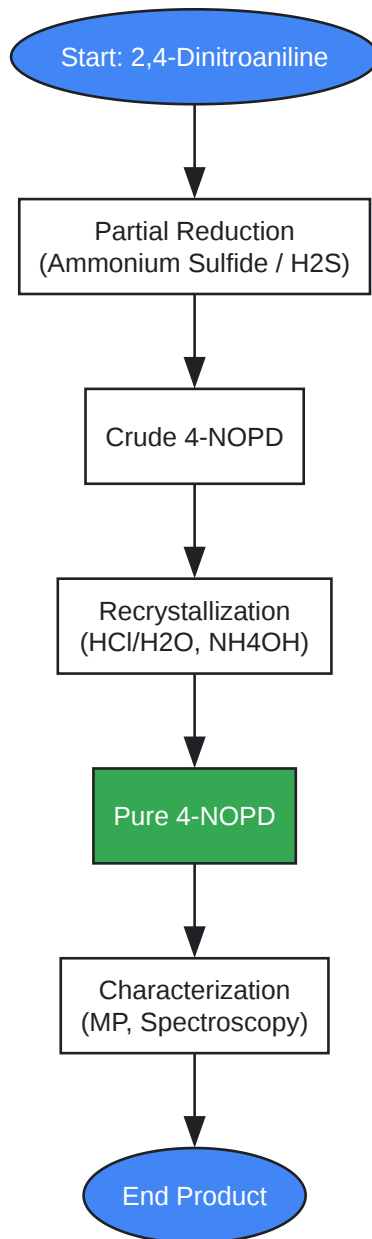 Start: 2,4-Dinitroaniline
Partial Reduction
(Ammonium Sulfide / H2S)
Crude 4-NOPD
Recrystallization
(HCl/H2O, NH4OH)
Pure 4-NOPD
Characterization
(MP, Spectroscopy)
End Product